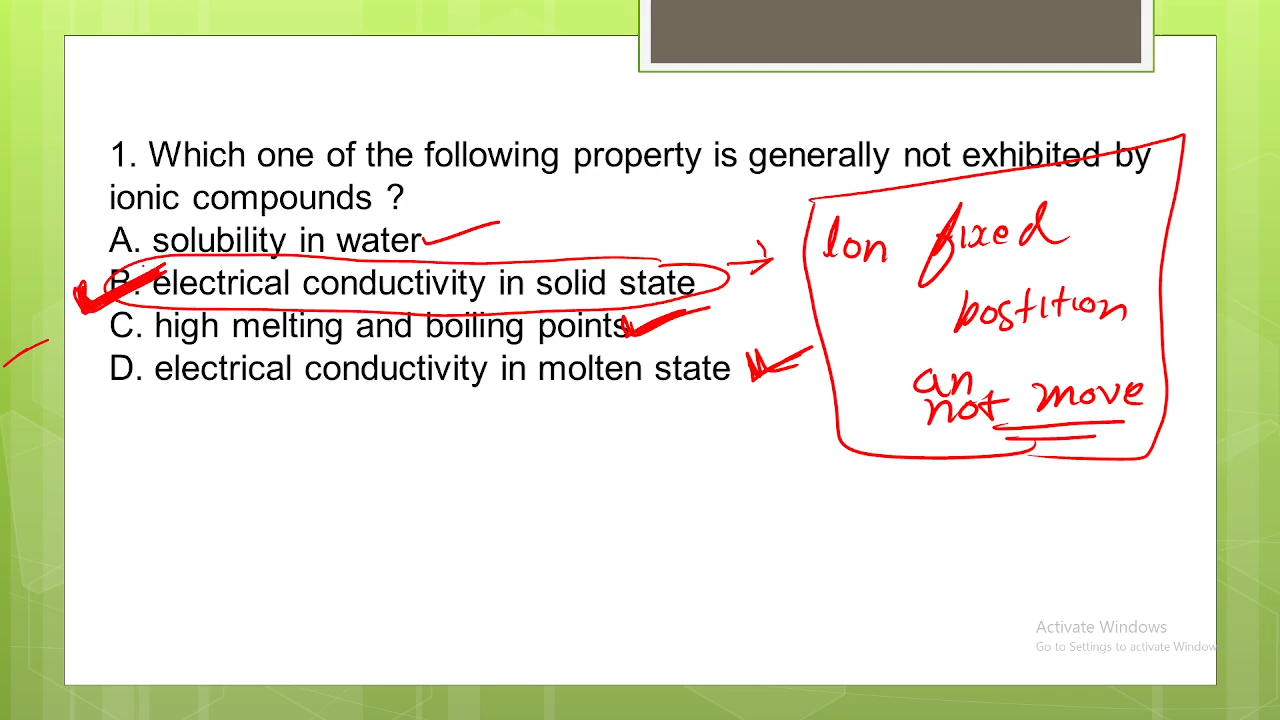 1. Which one of the following property is generally not exhibited by
ionic compounds ?
A. solubility in water
B. electrical conductivity in solid state
C. high melting and boiling points
D. electrical conductivity in molten state
Ion fixed
postition
an
not move
Activate Windows
Go to Settings to activate Window